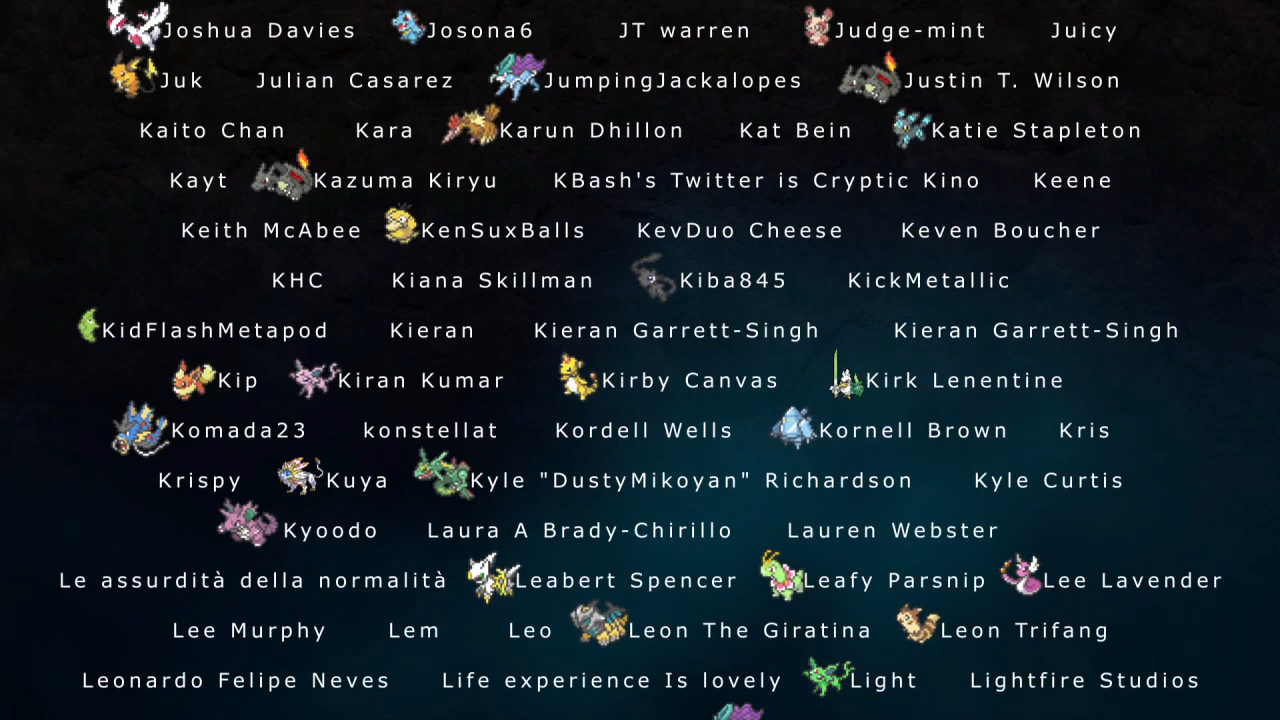 Joshua Davies Josona6 JT warren Judge-mint Juicy
Juk Julian Casarez JumpingJackalopes Justin T. Wilson
Kaito Chan Kara Karun Dhillon Kat Bein Katie Stapleton
Kayt Kazuma Kiryu KBash's Twitter is Cryptic Kino Keene
Keith McAbee KenSuxBalls KevDuo Cheese Keven Boucher
KHC Kiana Skillman Kiba845 KickMetallic
KidFlashMetapod Kieran Kieran Garrett-Singh Kieran Garrett-Singh
Kip Kiran Kumar Kirby Canvas Kirk Lenentine
Komada23 konstellat Kordell Wells Kornell Brown Kris
Krispy Kuya Kyle "DustyMikoyan" Richardson Kyle Curtis
Kyoodo Laura A Brady-Chirillo Lauren Webster
Le assurdità della normalità Leabert Spencer Leafy Parsnip Lee Lavender
Lee Murphy Lem Leo Leon The Giratina Leon Trifang
Leonardo Felipe Neves Life experience Is lovely Light Lightfire Studios